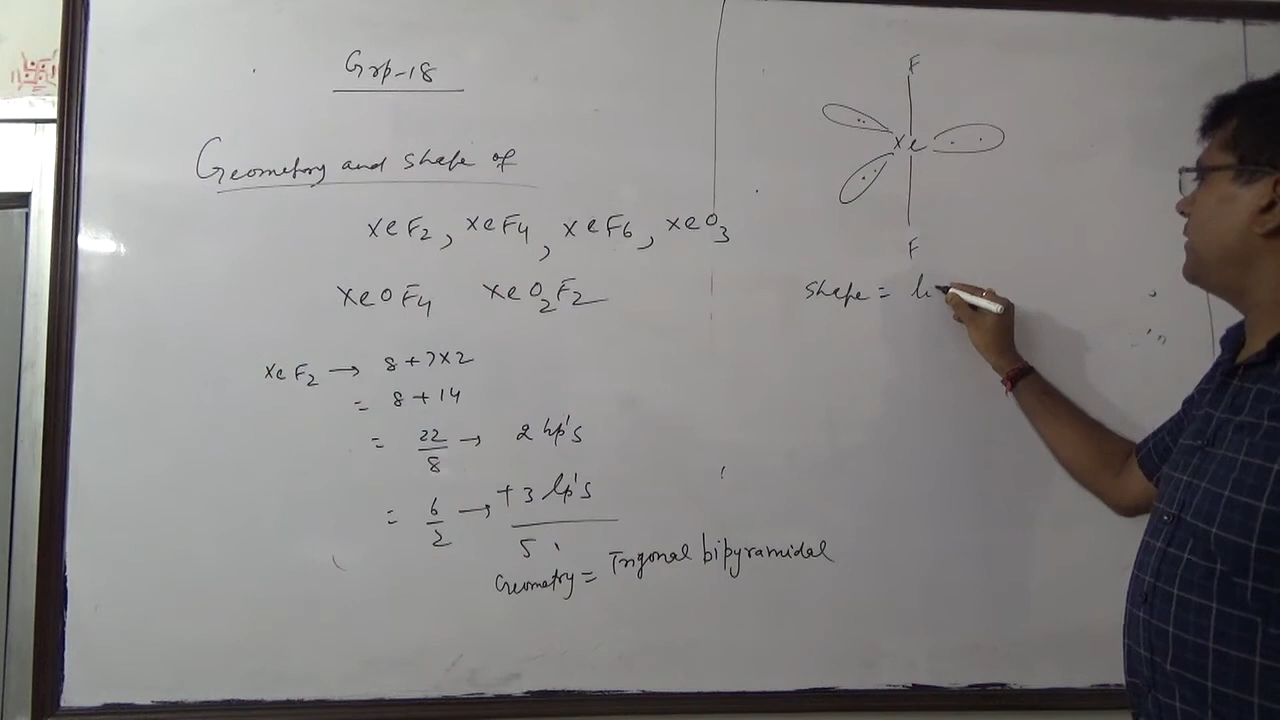 Grp-18
Geometry and shape of
XeF2, XeF4, XeF6, XeO3
XeOF4 XeO2F2
XeF2 → 8+7×2
= 8+14
= 22/8 → 2 bp's
= 6/2 → +3 lp's
5
Geometry = Trigonal bipyramidal
F
Xe
F
shape = li